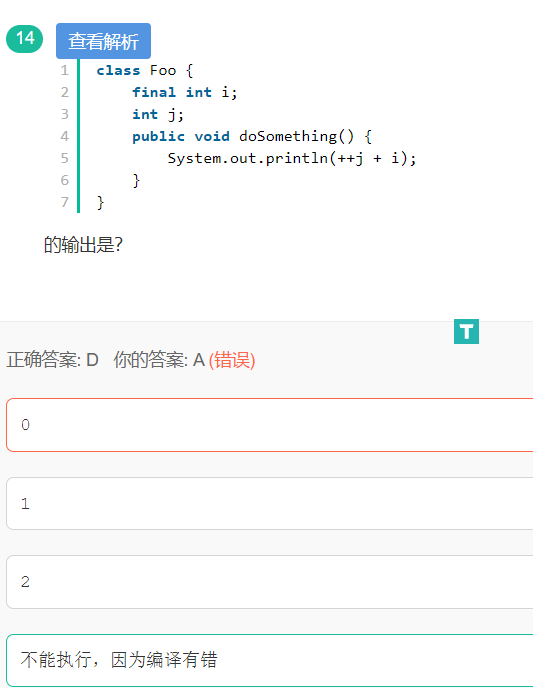 14 查看解析
1 class Foo {
2     final int i;
3     int j;
4     public void doSomething() {
5         System.out.println(++j + i);
6     }
7 }
的输出是?
T
正确答案: D 你的答案: A (错误)
0
1
2
不能执行，因为编译有错